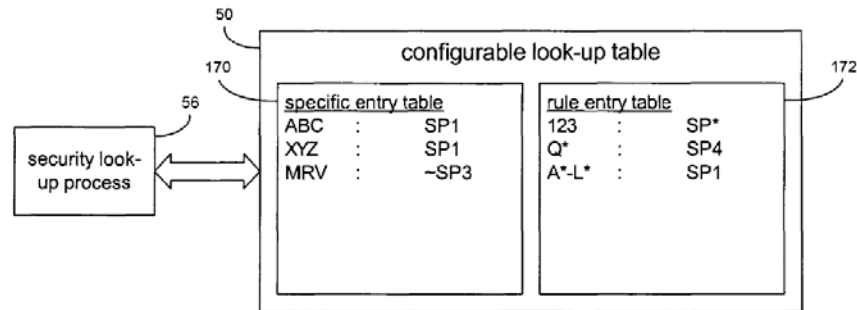 50
configurable look-up table
170
172
56
specific entry table
ABC : SP1
XYZ : SP1
MRV : ~SP3
rule entry table
123 : SP*
Q* : SP4
A*-L* : SP1
security look-
up process